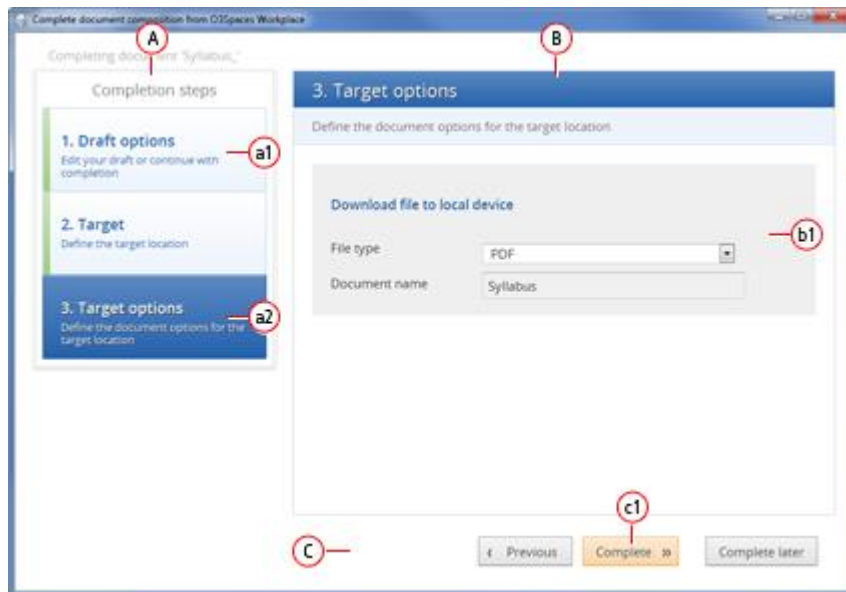 Complete document composition from O3Spaces Workplace
A
B
Completing document 'Syllabus_'
Completion steps
3. Target options
Define the document options for the target location
1. Draft options
Edit your draft or continue with
completion
a1
2. Target
Define the target location
3. Target options
Define the document options for the
target location
a2
Download file to local device
File type
PDF
Document name
Syllabus
b1
c1
C
‹ Previous
Complete »
Complete later